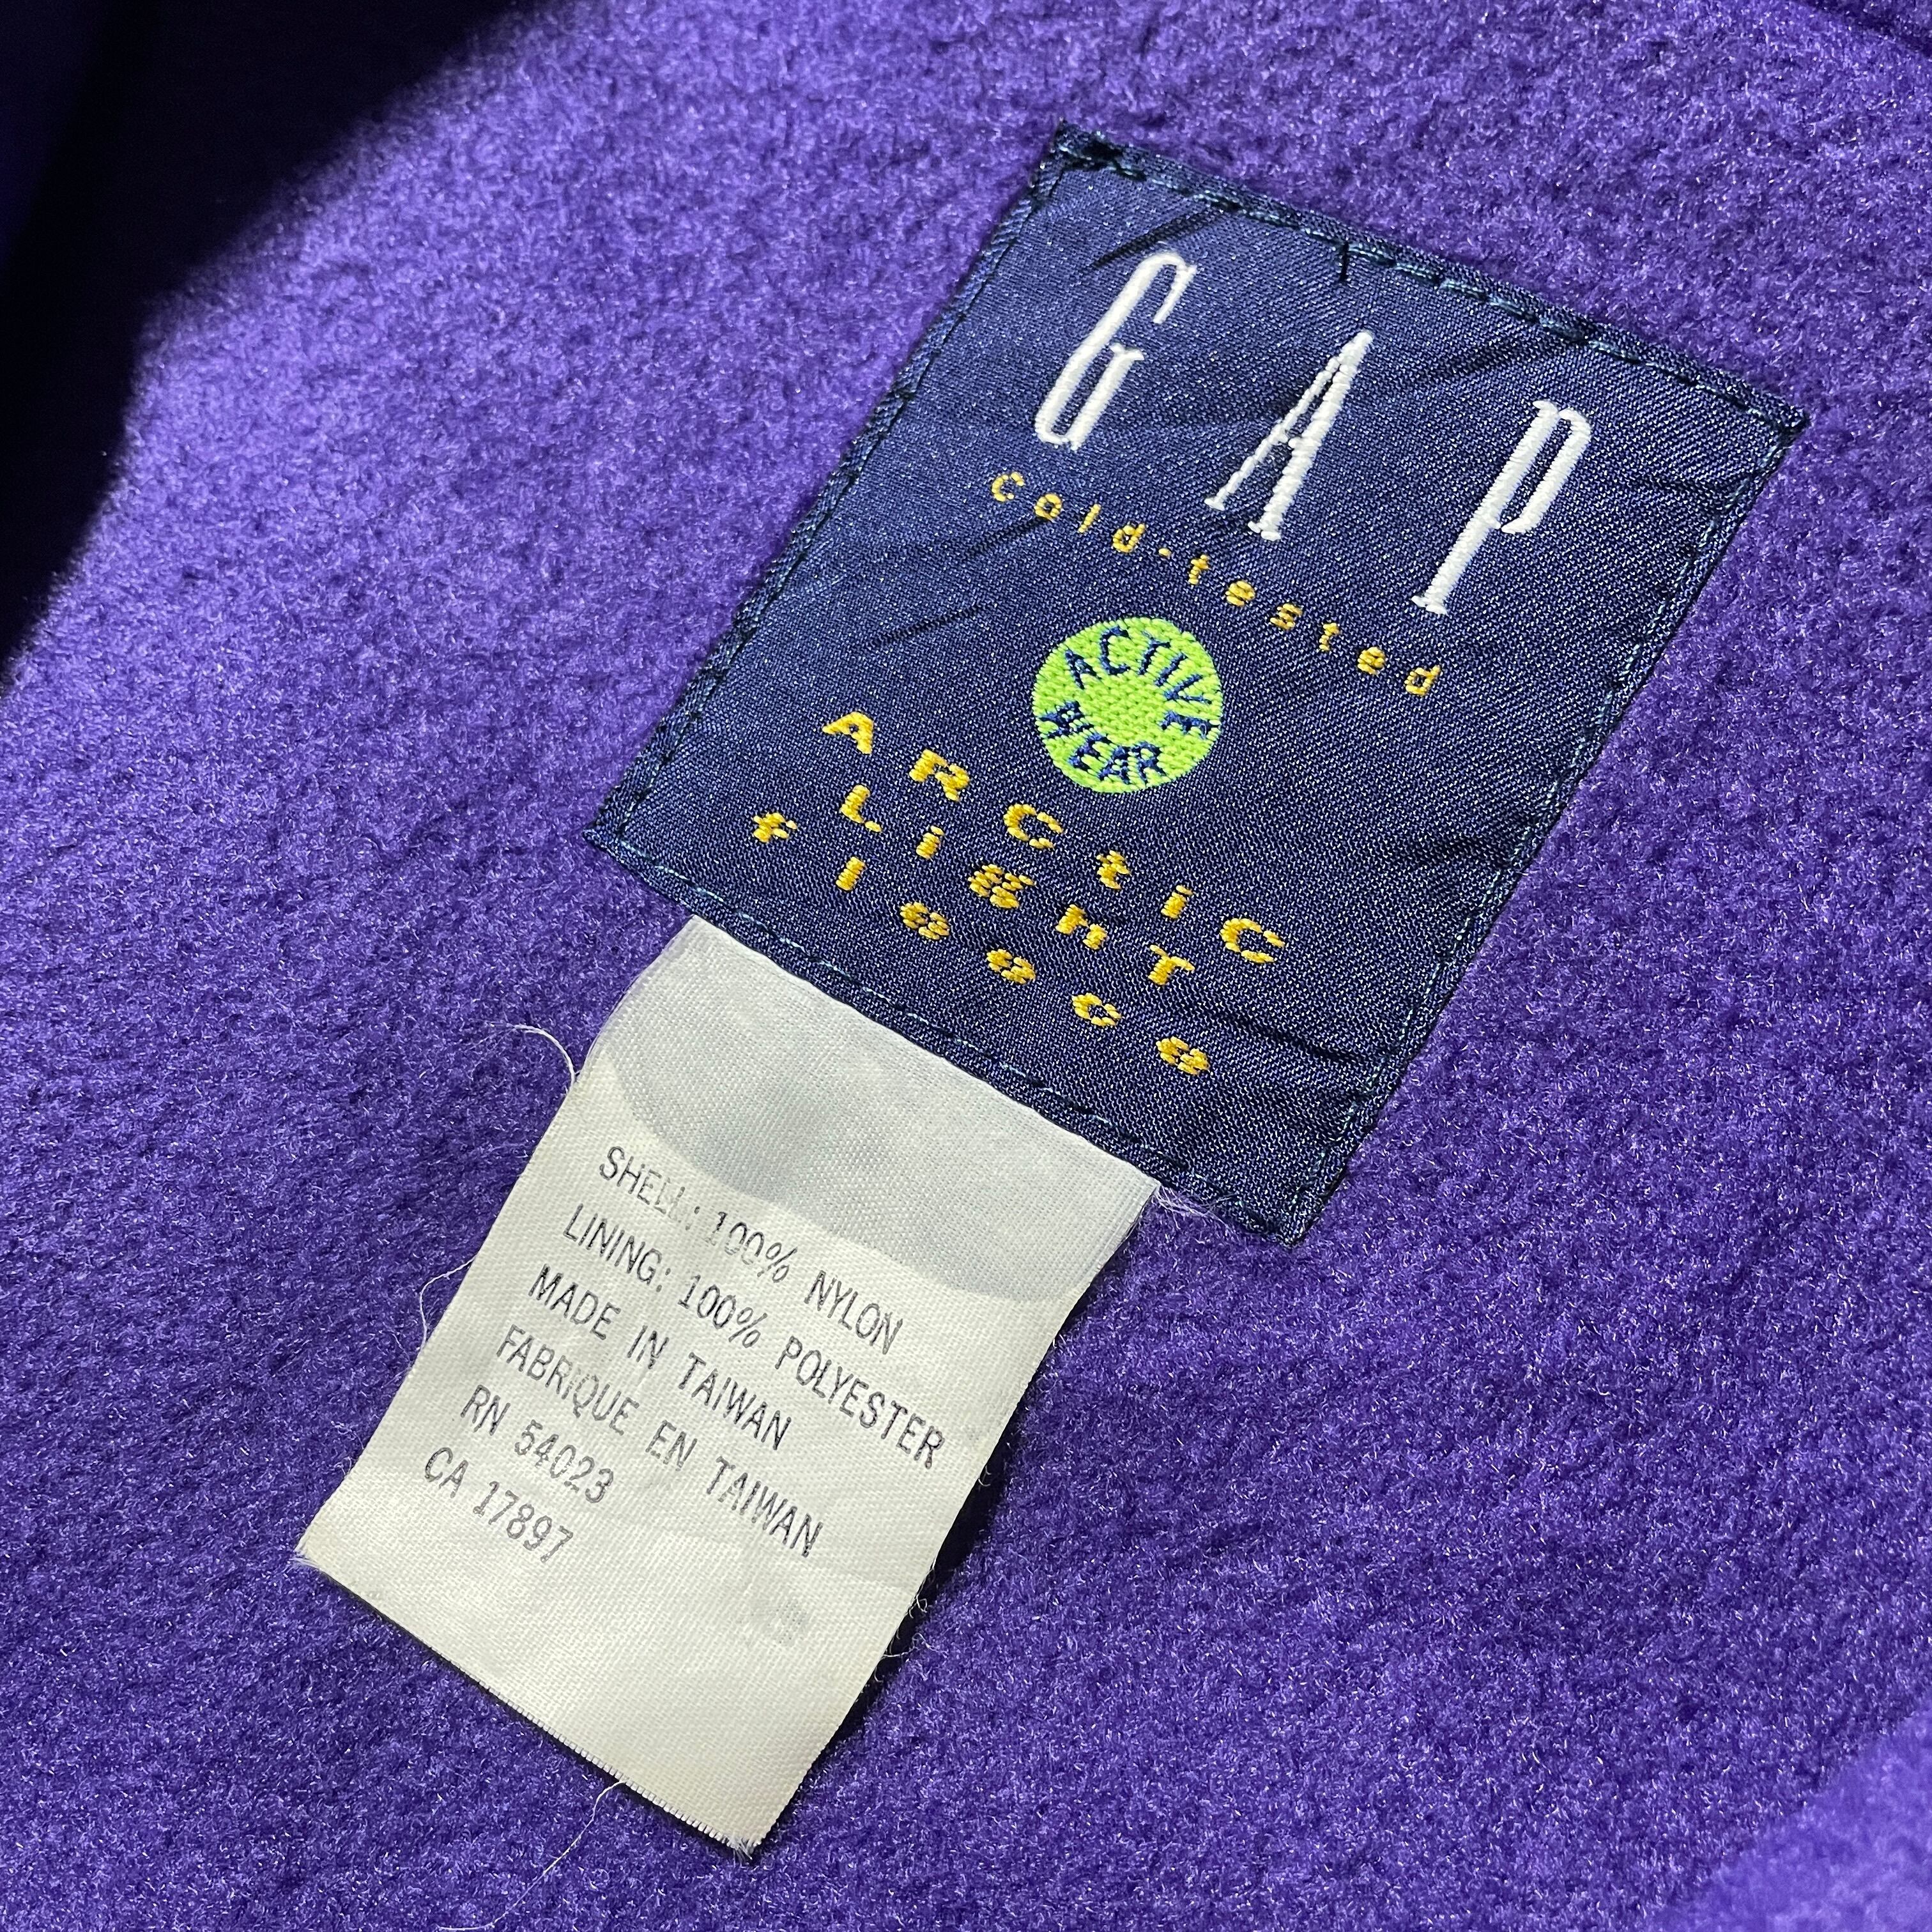 GAP
cold-tested
ACTIVE
WEAR
ARCtiC
LiGhT
fleece
SHELL: 100% NYLON
LINING: 100% POLYESTER
MADE IN TAIWAN
FABRIQUE EN TAIWAN
RN 54023
CA 17897